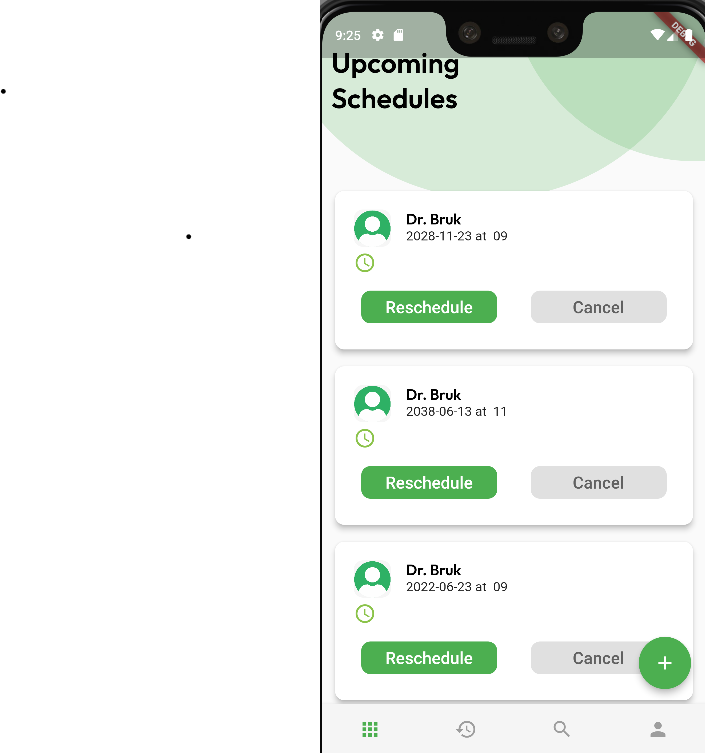 9:25
DEBUG
Upcoming
Schedules
Dr. Bruk
2028-11-23 at  09
Reschedule
Cancel
Dr. Bruk
2038-06-13 at  11
Reschedule
Cancel
Dr. Bruk
2022-06-23 at  09
Reschedule
Cancel